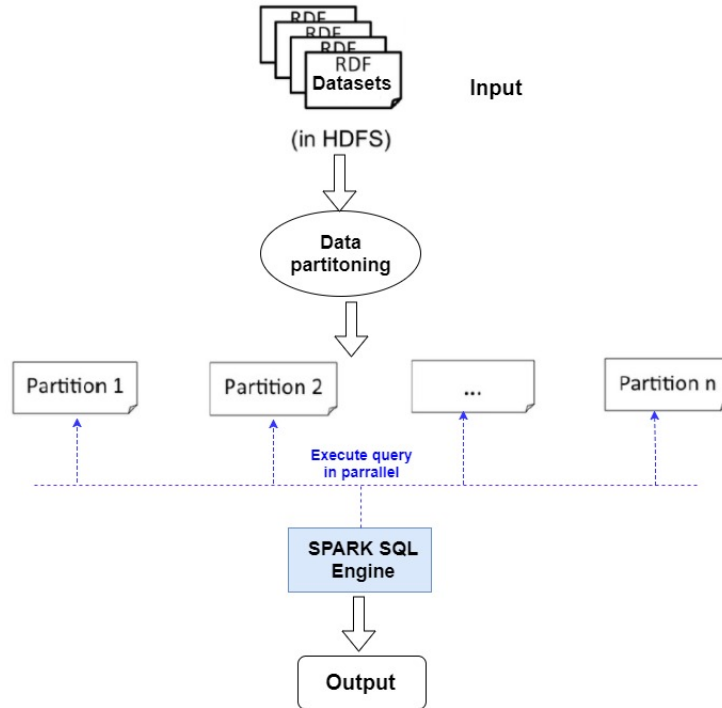 RDF
RDF
RDF
RDF
Datasets
Input
(in HDFS)
Data
partitoning
Partition 1
Partition 2
...
Partition n
Execute query
in parrallel
SPARK SQL
Engine
Output